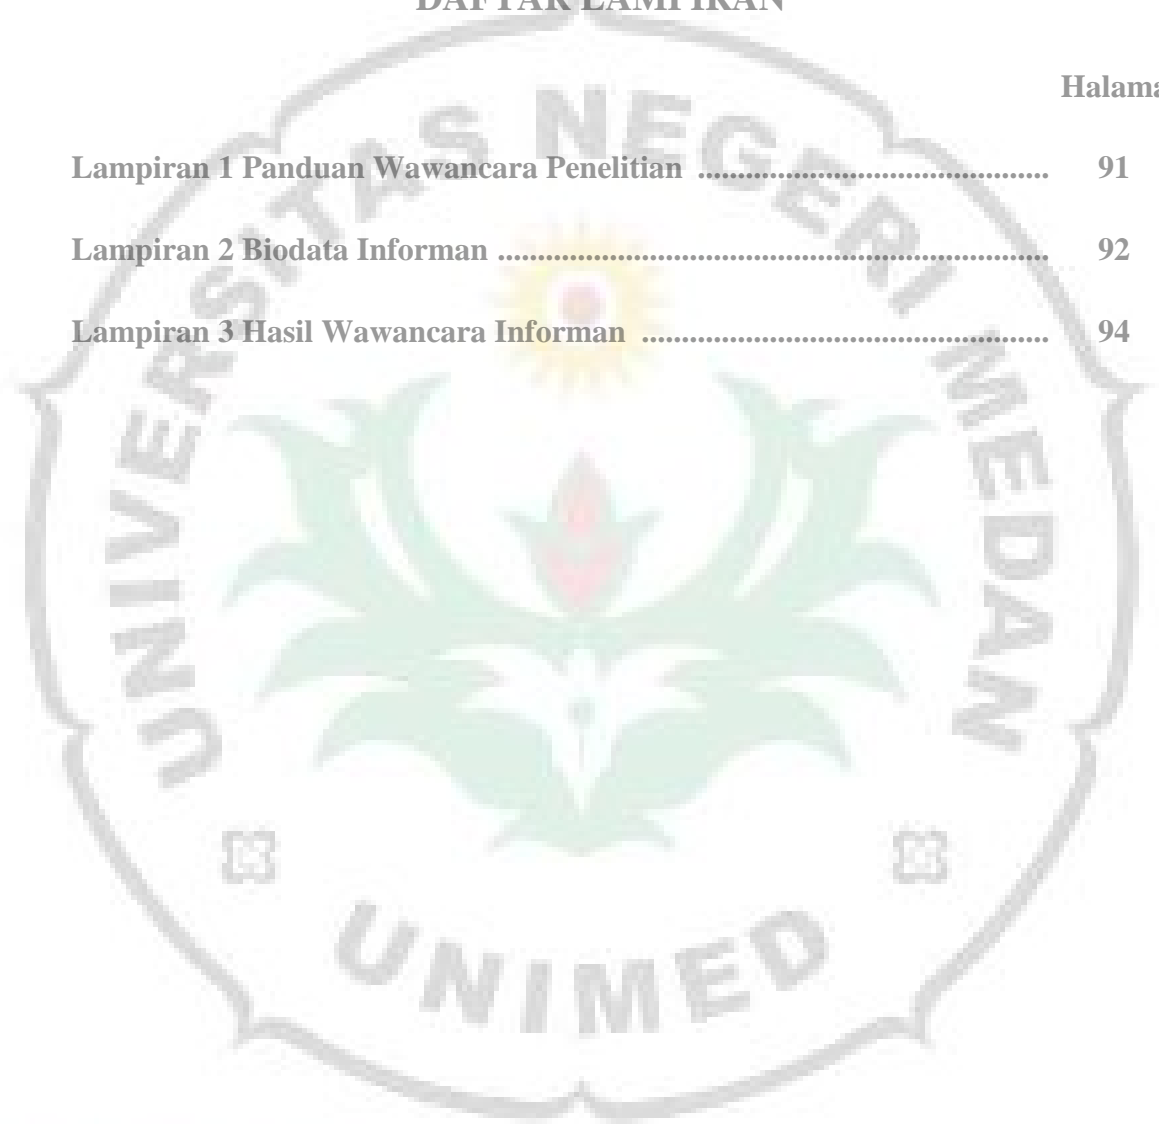 DAFTAR LAMPIRAN
Halama
Lampiran 1 Panduan Wawancara Penelitian ............................................. 91
Lampiran 2 Biodata Informan ....................................................................... 92
Lampiran 3 Hasil Wawancara Informan .................................................... 94
UNIVERSITAS NEGERI MEDAN
UNIMED